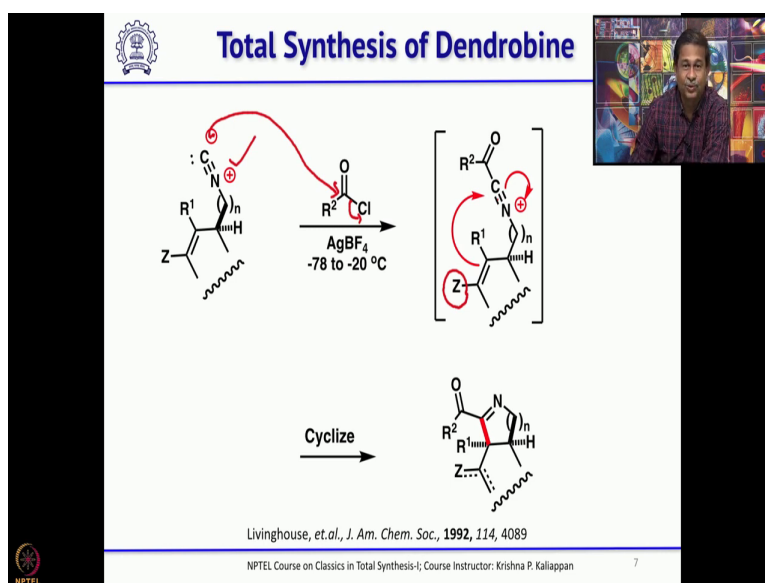 Total Synthesis of Dendrobine
: C
N
R1
( )n
H
Z
O
R2
Cl
AgBF4
-78 to -20 ºC
O
R2
C
N
( )n
R1
H
Z
Cyclize
O
N
R2
( )n
R1
H
Z
Livinghouse, et.al., J. Am. Chem. Soc., 1992, 114, 4089
NPTEL Course on Classics in Total Synthesis-I; Course Instructor: Krishna P. Kaliappan
7
NPTEL